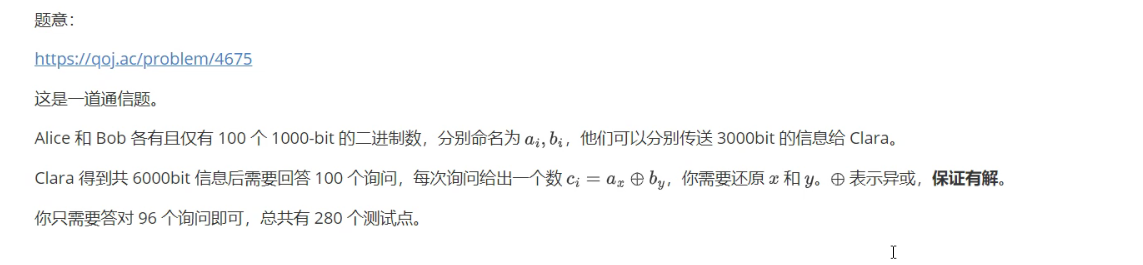 题意：
https://qoj.ac/problem/4675
这是一道通信题。
Alice 和 Bob 各有且仅有 100 个 1000-bit 的二进制数，分别命名为 a_i, b_i，他们可以分别传送 3000bit 的信息给 Clara。
Clara 得到共 6000bit 信息后需要回答 100 个询问，每次询问给出一个数 c_i = a_x ⊕ b_y，你需要还原 x 和 y。⊕ 表示异或，保证有解。
你只需要答对 96 个询问即可，总共有 280 个测试点。